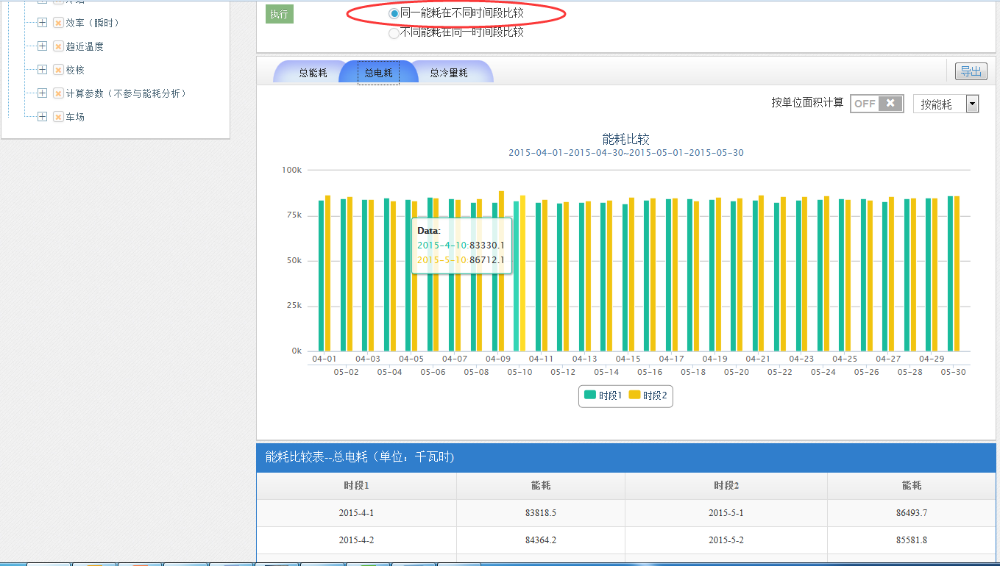 效率（瞬时）
趋近温度
校核
计算参数（不参与能耗分析）
车场
执行
同一能耗在不同时间段比较
不同能耗在同一时间段比较
总能耗 总电耗 总冷量耗
导出
按单位面积计算 OFF 按能耗
能耗比较
2015-04-01-2015-04-30~2015-05-01-2015-05-30
100k
75k
50k
25k
0k
Data:
2015-4-10:83330.1
2015-5-10:86712.1
04-01 04-03 04-05 04-07 04-09 04-11 04-13 04-15 04-17 04-19 04-21 04-23 04-25 04-27 04-29
05-02 05-04 05-06 05-08 05-10 05-12 05-14 05-16 05-18 05-20 05-22 05-24 05-26 05-28 05-30
时段1 时段2
能耗比较表--总电耗（单位：千瓦时)
时段1 能耗 时段2 能耗
2015-4-1 83818.5 2015-5-1 86493.7
2015-4-2 84364.2 2015-5-2 85581.8